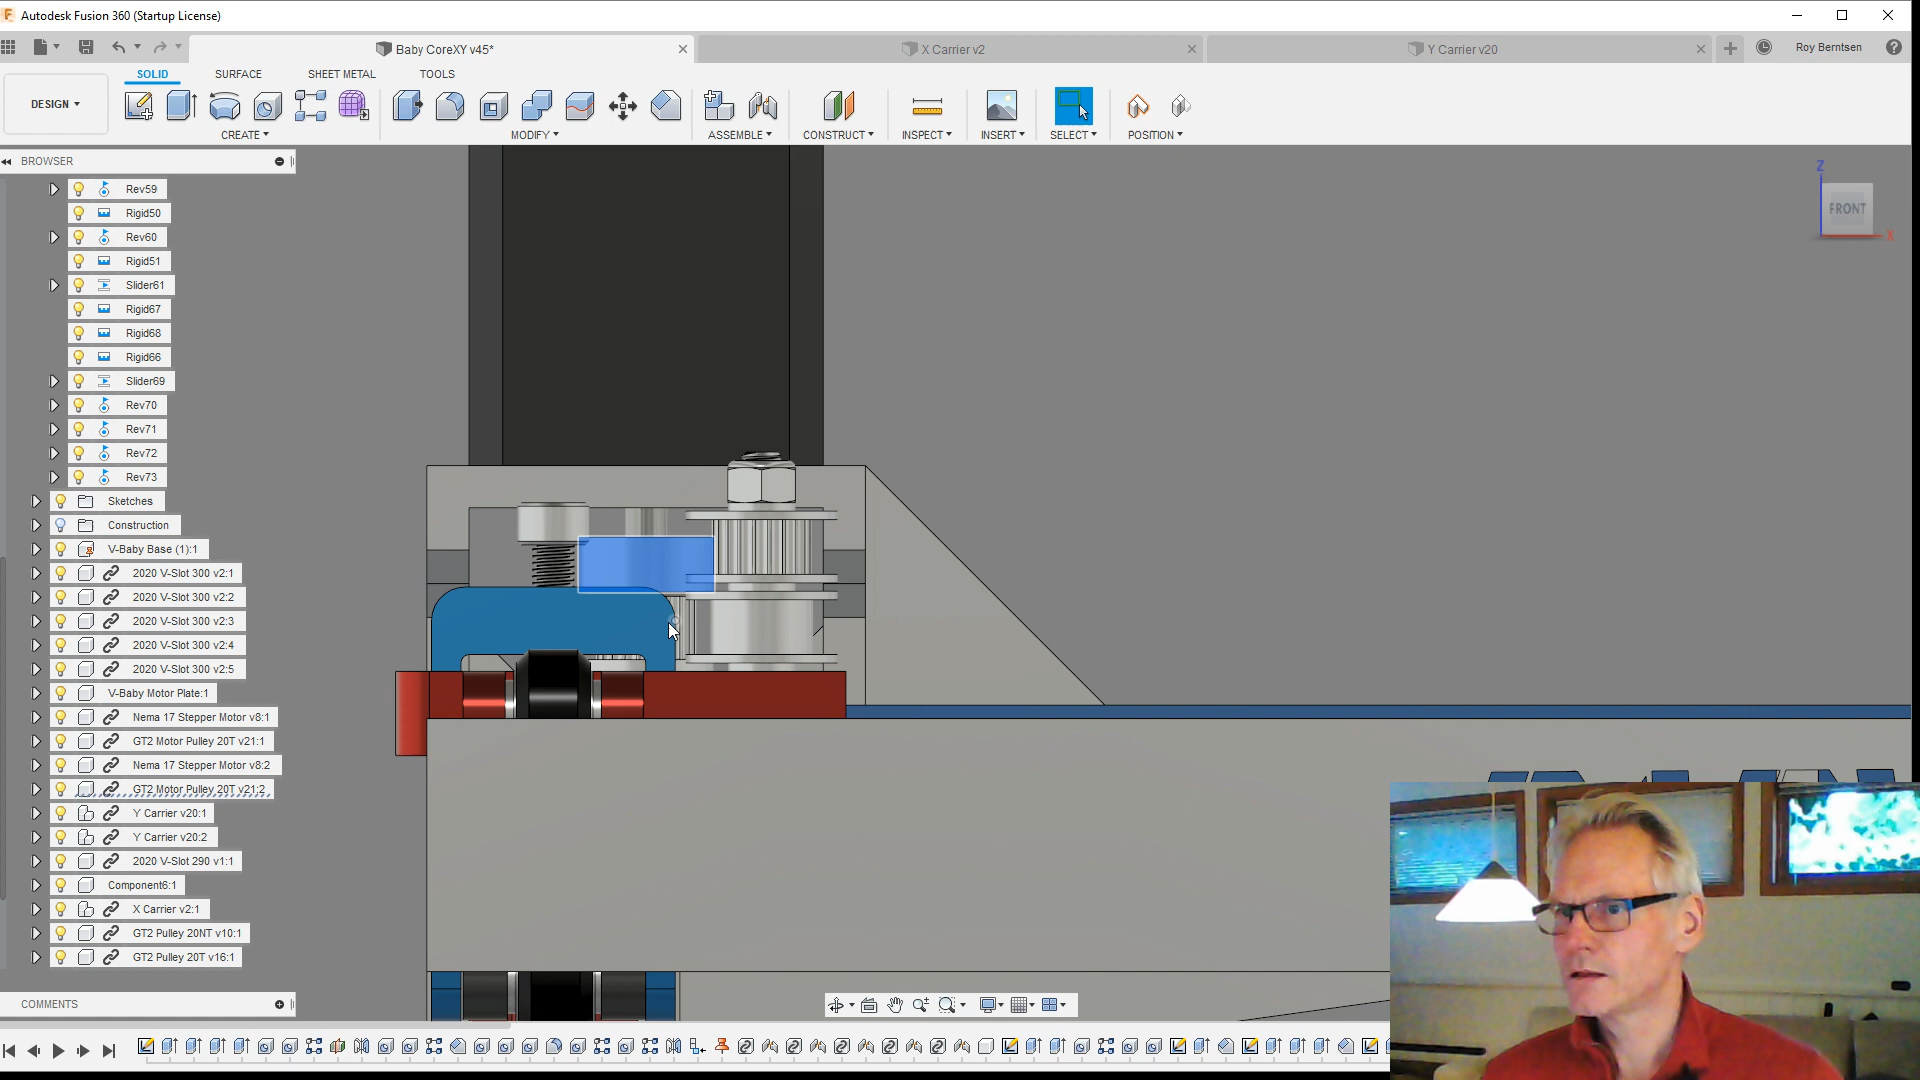 Autodesk Fusion 360 (Startup License)
Baby CoreXY v45*
X Carrier v2
Y Carrier v20
Roy Berntsen
DESIGN
SOLID
SURFACE
SHEET METAL
TOOLS
CREATE
MODIFY
ASSEMBLE
CONSTRUCT
INSPECT
INSERT
SELECT
POSITION
BROWSER
Rev59
Rigid50
Rev60
Rigid51
Slider61
Rigid67
Rigid68
Rigid66
Slider69
Rev70
Rev71
Rev72
Rev73
Sketches
Construction
V-Baby Base (1):1
2020 V-Slot 300 v2:1
2020 V-Slot 300 v2:2
2020 V-Slot 300 v2:3
2020 V-Slot 300 v2:4
2020 V-Slot 300 v2:5
V-Baby Motor Plate:1
Nema 17 Stepper Motor v8:1
GT2 Motor Pulley 20T v21:1
Nema 17 Stepper Motor v8:2
GT2 Motor Pulley 20T v21:2
Y Carrier v20:1
Y Carrier v20:2
2020 V-Slot 290 v1:1
Component6:1
X Carrier v2:1
GT2 Pulley 20NT v10:1
GT2 Pulley 20T v16:1
COMMENTS
Z
FRONT
X